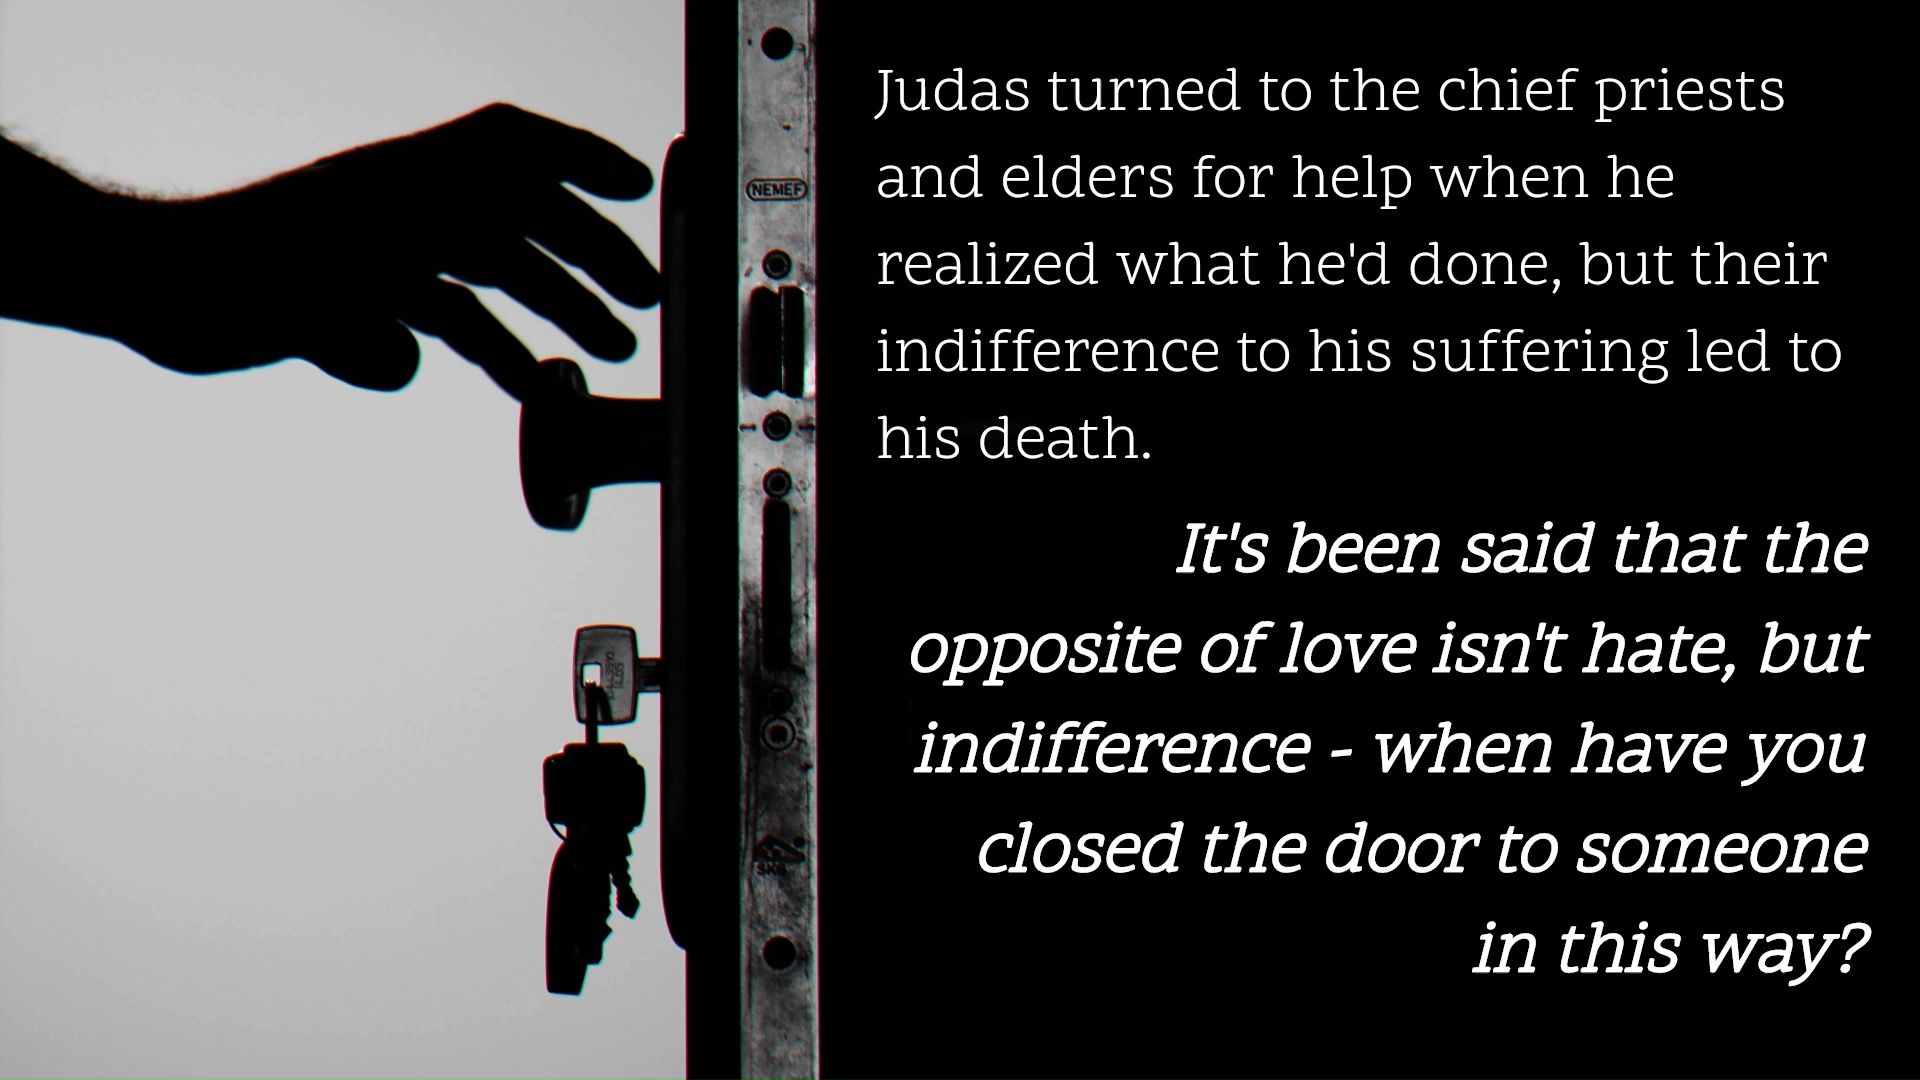 NEMEF
Judas turned to the chief priests
and elders for help when he
realized what he'd done, but their
indifference to his suffering led to
his death.
It's been said that the
opposite of love isn't hate, but
indifference - when have you
closed the door to someone
in this way?